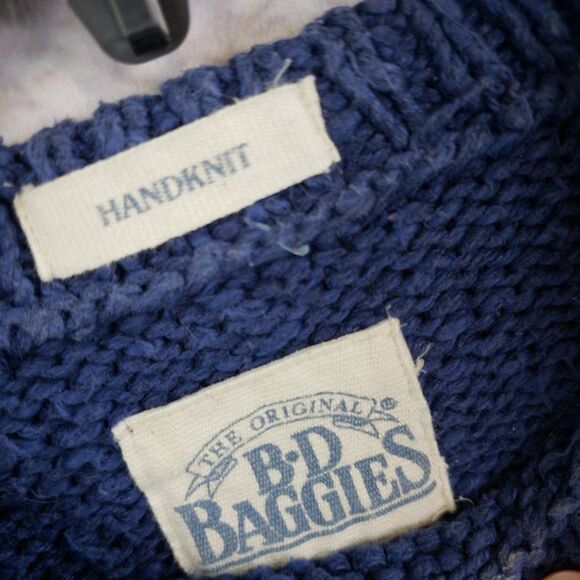 HANDKNIT
THE ORIGINAL ®
B·D
BAGGIES